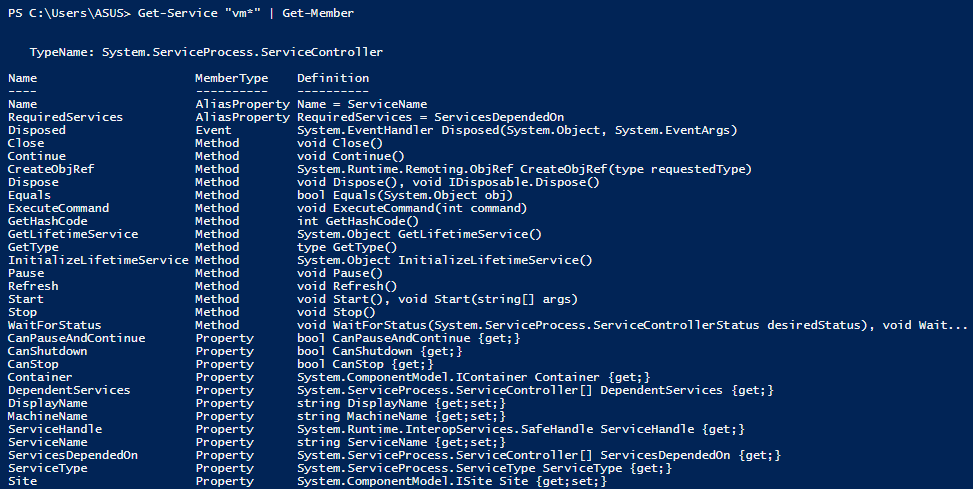 PS C:\Users\ASUS> Get-Service "vm*" | Get-Member
TypeName: System.ServiceProcess.ServiceController
Name MemberType Definition
---- ---------- ----------
Name AliasProperty Name = ServiceName
RequiredServices AliasProperty RequiredServices = ServicesDependedOn
Disposed Event System.EventHandler Disposed(System.Object, System.EventArgs)
Close Method void Close()
Continue Method void Continue()
CreateObjRef Method System.Runtime.Remoting.ObjRef CreateObjRef(type requestedType)
Dispose Method void Dispose(), void IDisposable.Dispose()
Equals Method bool Equals(System.Object obj)
ExecuteCommand Method void ExecuteCommand(int command)
GetHashCode Method int GetHashCode()
GetLifetimeService Method System.Object GetLifetimeService()
GetType Method type GetType()
InitializeLifetimeService Method System.Object InitializeLifetimeService()
Pause Method void Pause()
Refresh Method void Refresh()
Start Method void Start(), void Start(string[] args)
Stop Method void Stop()
WaitForStatus Method void WaitForStatus(System.ServiceProcess.ServiceControllerStatus desiredStatus), void Wait...
CanPauseAndContinue Property bool CanPauseAndContinue {get;}
CanShutdown Property bool CanShutdown {get;}
CanStop Property bool CanStop {get;}
Container Property System.ComponentModel.IContainer Container {get;}
DependentServices Property System.ServiceProcess.ServiceController[] DependentServices {get;}
DisplayName Property string DisplayName {get;set;}
MachineName Property string MachineName {get;set;}
ServiceHandle Property System.Runtime.InteropServices.SafeHandle ServiceHandle {get;}
ServiceName Property string ServiceName {get;set;}
ServicesDependedOn Property System.ServiceProcess.ServiceController[] ServicesDependedOn {get;}
ServiceType Property System.ServiceProcess.ServiceType ServiceType {get;}
Site Property System.ComponentModel.ISite Site {get;set;}